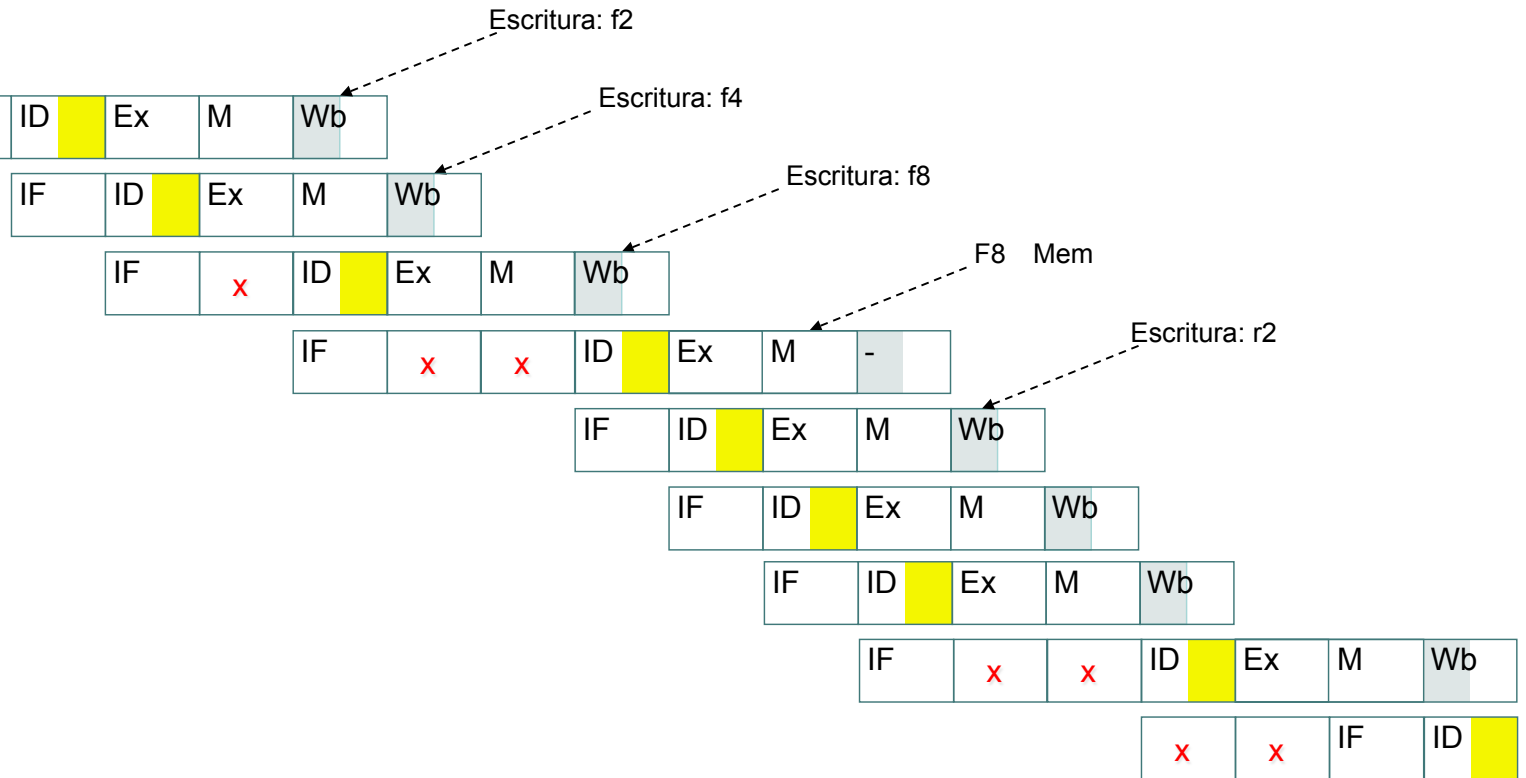 Escritura: f2
ID Ex M Wb
Escritura: f4
IF ID Ex M Wb
Escritura: f8
IF x ID Ex M Wb
F8 Mem
IF x x ID Ex M -
Escritura: r2
IF ID Ex M Wb
IF ID Ex M Wb
IF ID Ex M Wb
IF x x ID Ex M Wb
x x IF ID